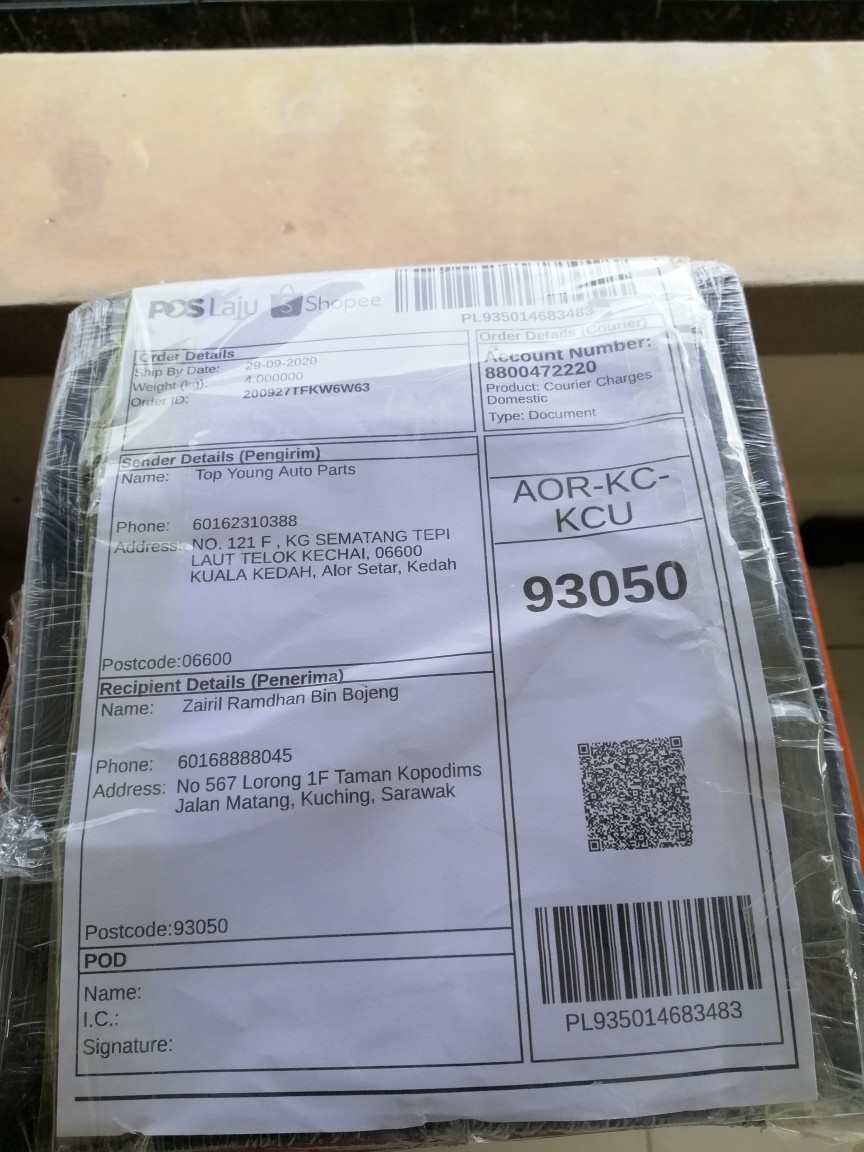 POS Laju Shopee
PL935014683483
Order Details
Ship By Date: 29-09-2020
Weight (kg): 4.000000
Order ID: 200927TFKW6W63
Order Details (Courier)
Account Number:
8800472220
Product: Courier Charges
Domestic
Type: Document
Sender Details (Pengirim)
Name: Top Young Auto Parts
Phone: 60162310388
Address: NO. 121 F , KG SEMATANG TEPI
LAUT TELOK KECHAI, 06600
KUALA KEDAH, Alor Setar, Kedah
Postcode:06600
AOR-KC-
KCU
93050
Recipient Details (Penerima)
Name: Zairil Ramdhan Bin Bojeng
Phone: 60168888045
Address: No 567 Lorong 1F Taman Kopodims
Jalan Matang, Kuching, Sarawak
Postcode:93050
POD
Name:
I.C.:
Signature:
PL935014683483